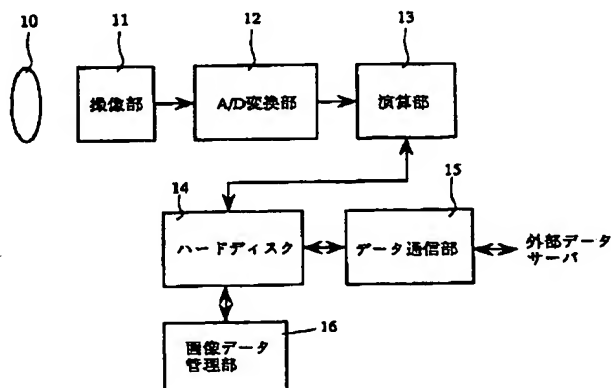 10
11
12
13
撮像部
A/D変換部
演算部
14
15
ハードディスク
データ通信部
外部データ
サーバ
16
画像データ
管理部